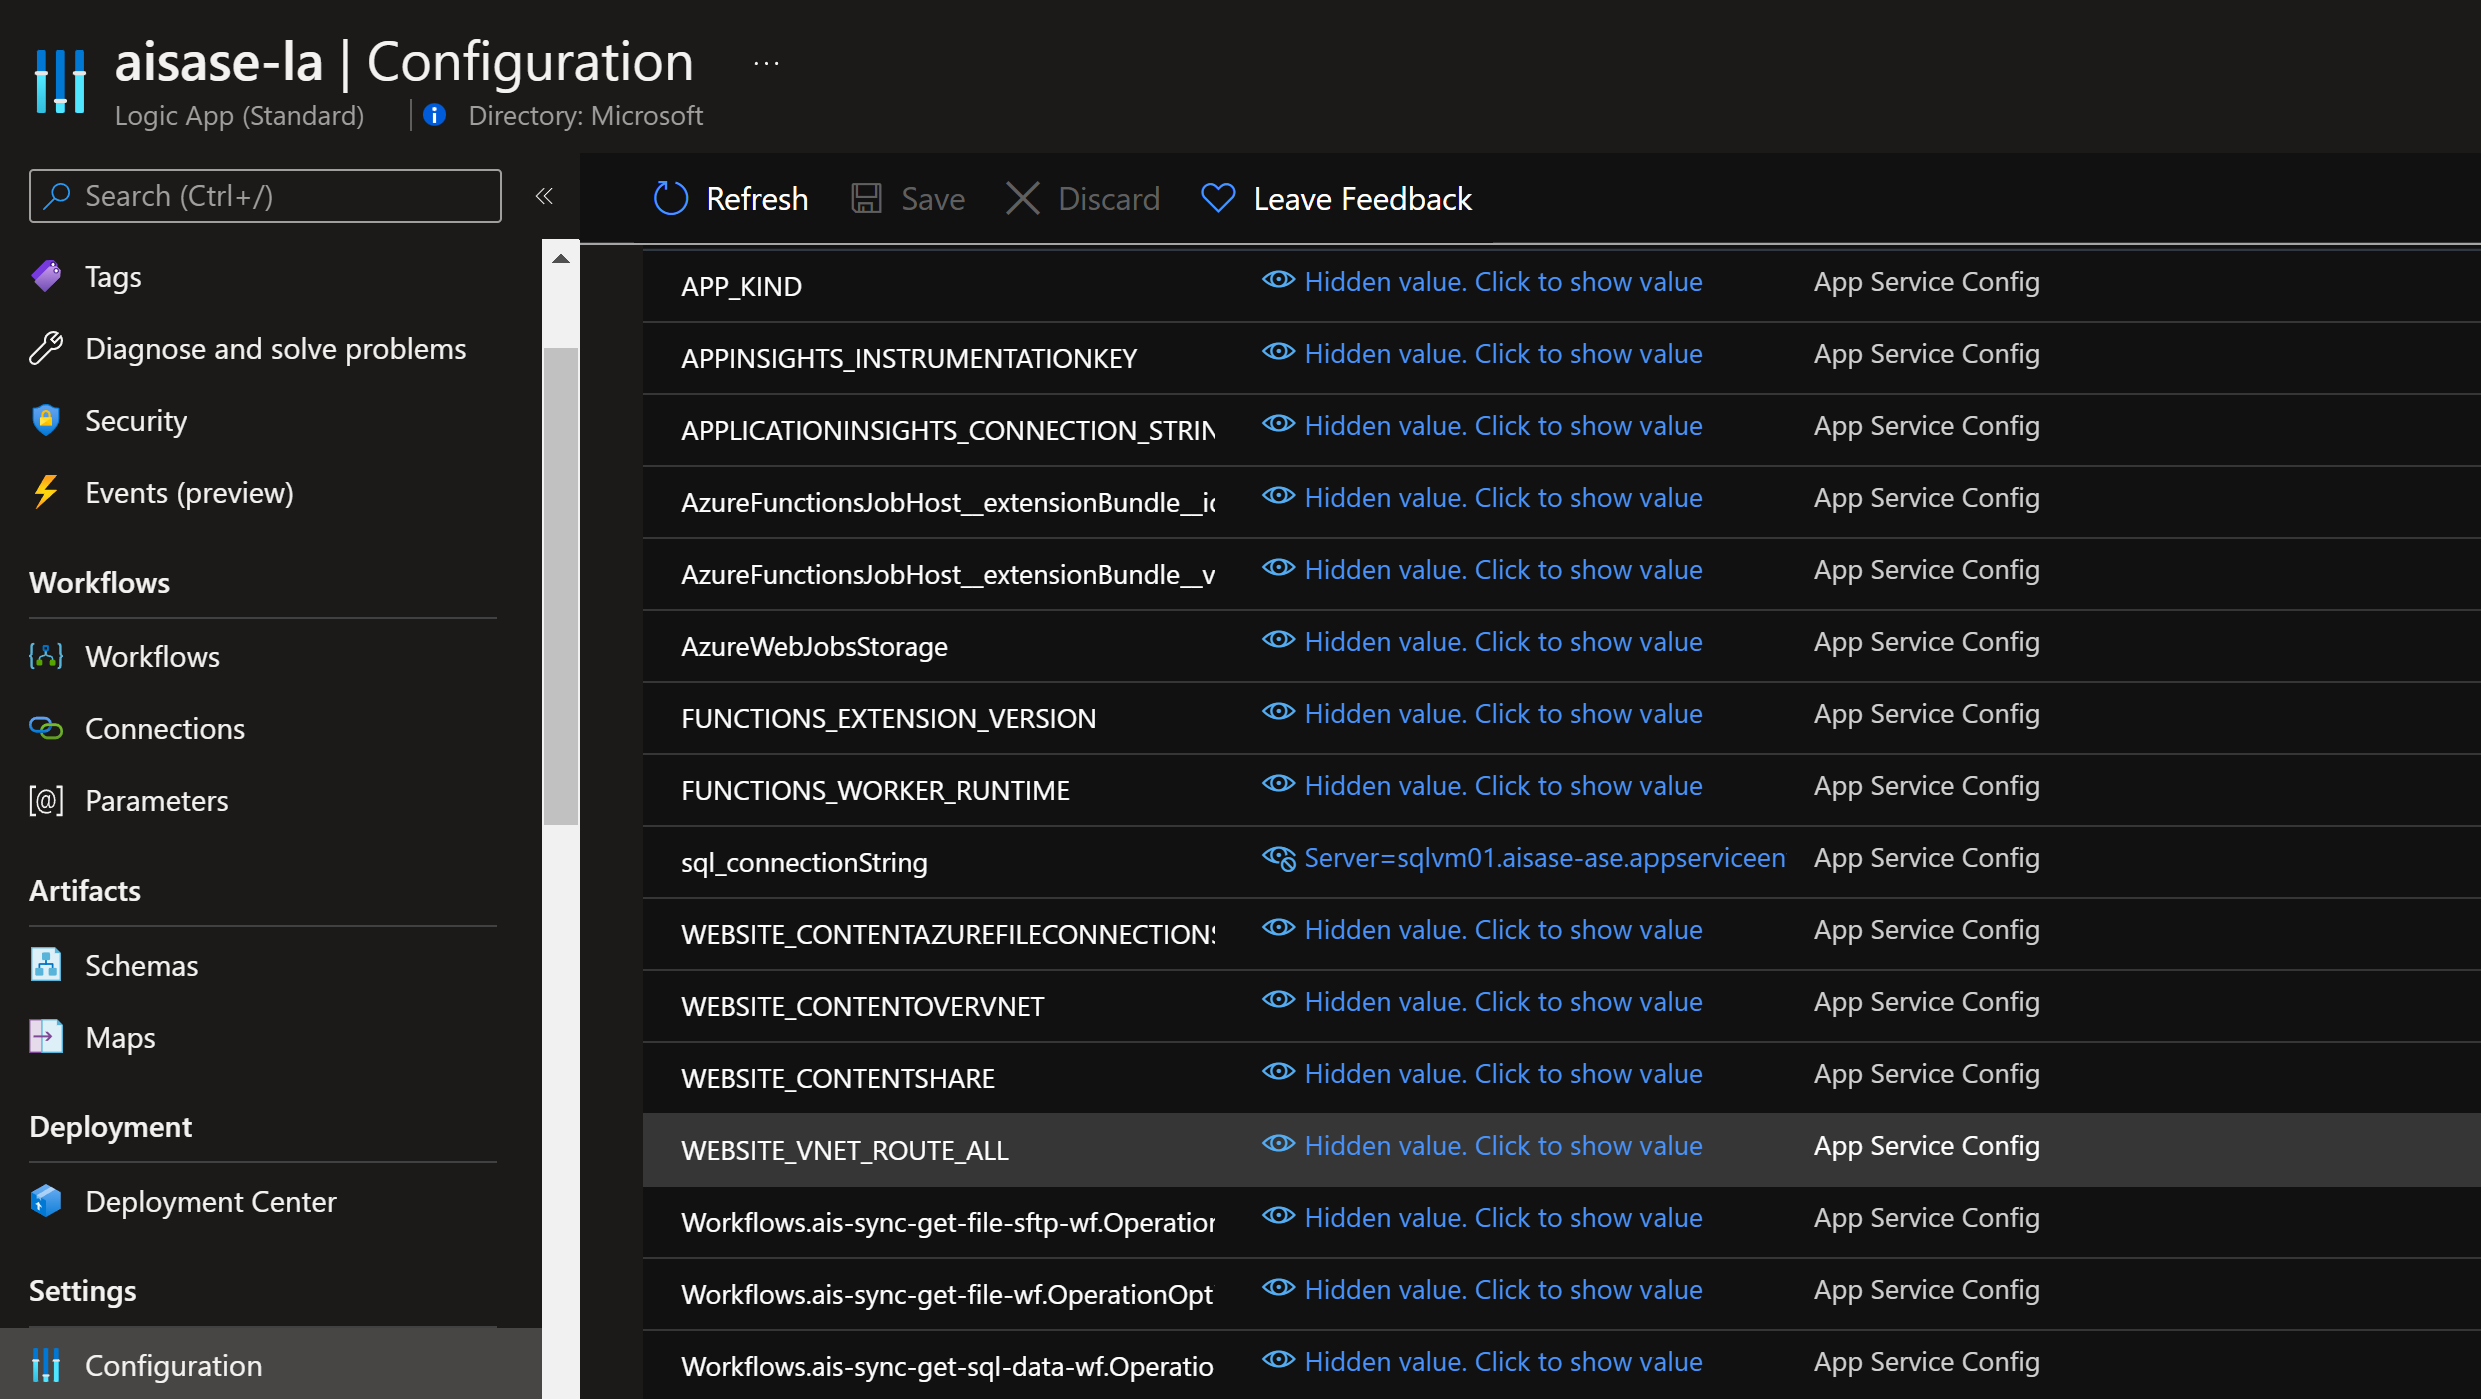 aisase-la | Configuration ...
Logic App (Standard) | Directory: Microsoft
Search (Ctrl+/)
«
Tags
Diagnose and solve problems
Security
Events (preview)
Workflows
Workflows
Connections
[@] Parameters
Artifacts
Schemas
Maps
Deployment
Deployment Center
Settings
Configuration
Refresh Save Discard Leave Feedback
APP_KIND Hidden value. Click to show value App Service Config
APPINSIGHTS_INSTRUMENTATIONKEY Hidden value. Click to show value App Service Config
APPLICATIONINSIGHTS_CONNECTION_STRIN Hidden value. Click to show value App Service Config
AzureFunctionsJobHost__extensionBundle__ic Hidden value. Click to show value App Service Config
AzureFunctionsJobHost__extensionBundle__v Hidden value. Click to show value App Service Config
AzureWebJobsStorage Hidden value. Click to show value App Service Config
FUNCTIONS_EXTENSION_VERSION Hidden value. Click to show value App Service Config
FUNCTIONS_WORKER_RUNTIME Hidden value. Click to show value App Service Config
sql_connectionString Server=sqlvm01.aisase-ase.appserviceen App Service Config
WEBSITE_CONTENTAZUREFILECONNECTIONS Hidden value. Click to show value App Service Config
WEBSITE_CONTENTOVERVNET Hidden value. Click to show value App Service Config
WEBSITE_CONTENTSHARE Hidden value. Click to show value App Service Config
WEBSITE_VNET_ROUTE_ALL Hidden value. Click to show value App Service Config
Workflows.ais-sync-get-file-sftp-wf.Operation Hidden value. Click to show value App Service Config
Workflows.ais-sync-get-file-wf.OperationOpt Hidden value. Click to show value App Service Config
Workflows.ais-sync-get-sql-data-wf.Operatio Hidden value. Click to show value App Service Config